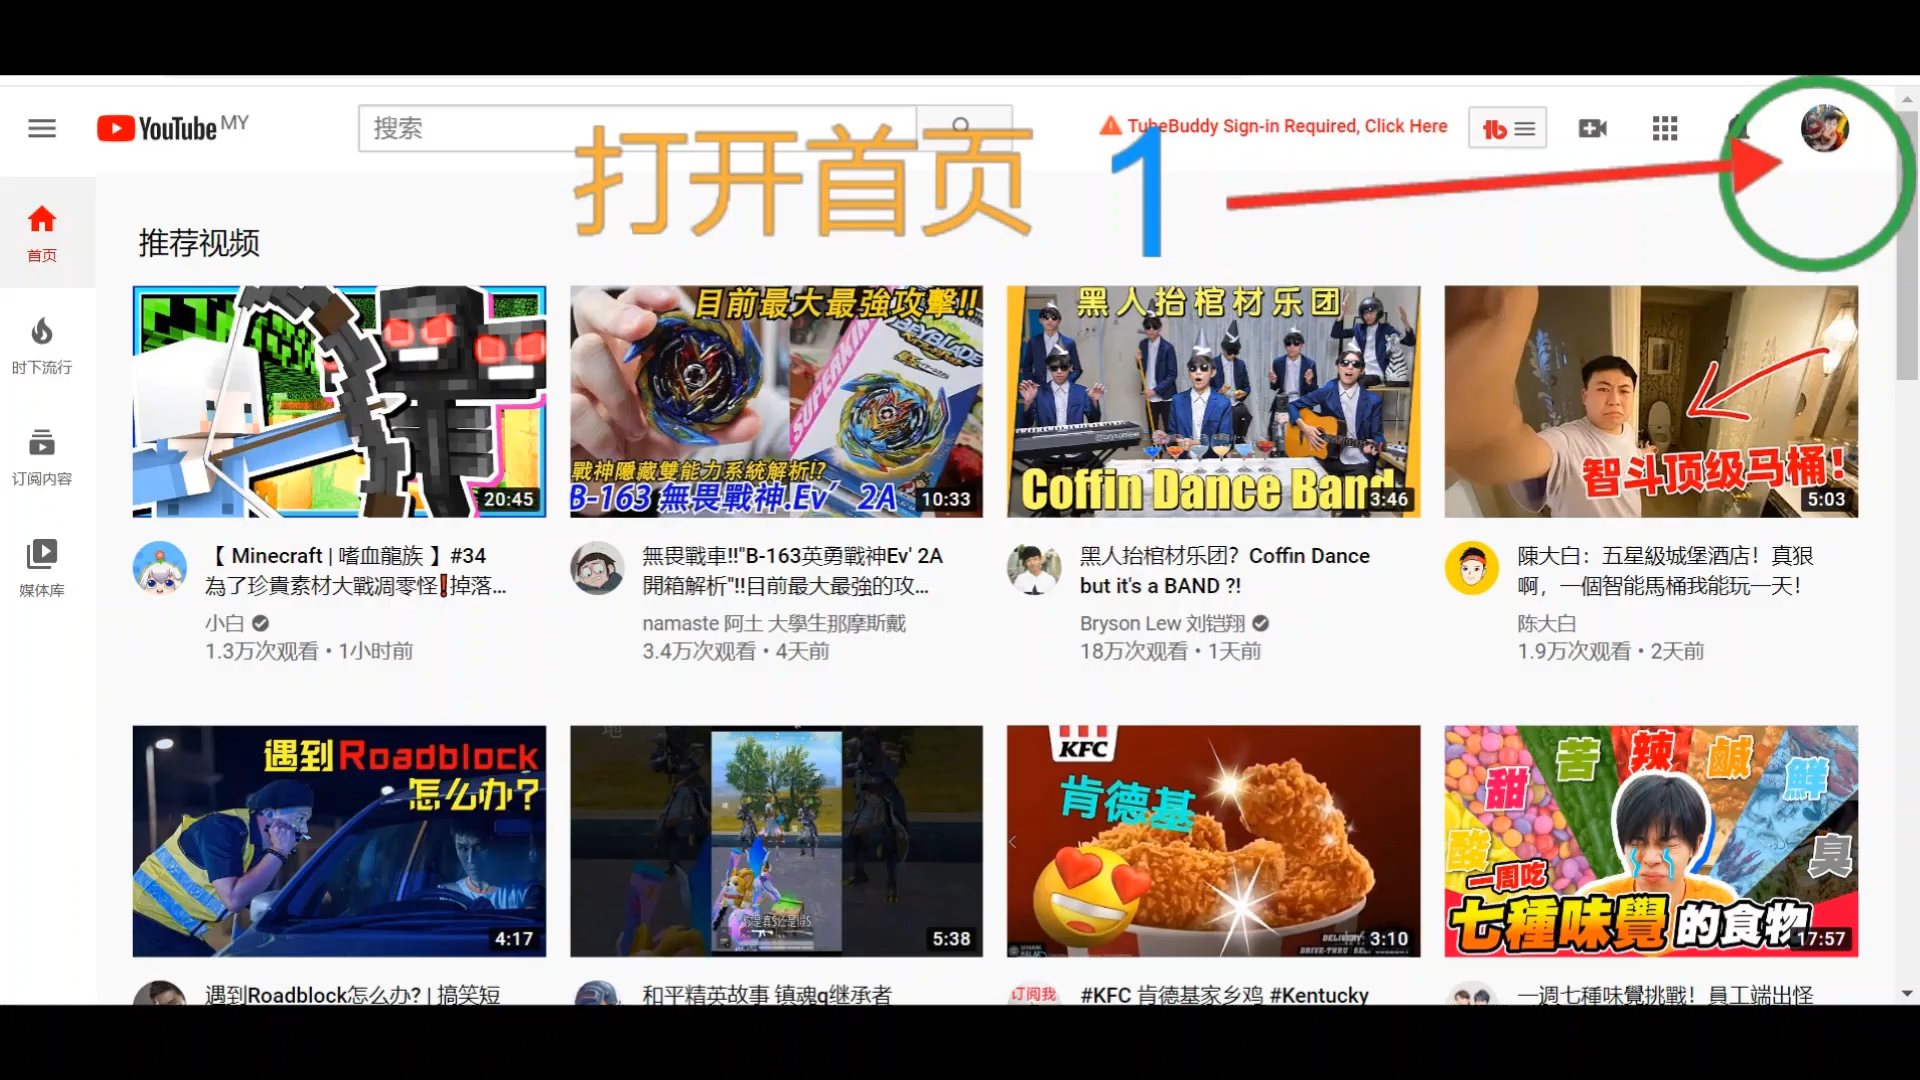 YouTube MY
搜索
TubeBuddy Sign-in Required, Click Here
tb
打开首页 1
首页
时下流行
订阅内容
媒体库
推荐视频
20:45
目前最大最強攻擊!!
BEYBLADE
SUPERKING
戰神隱藏雙能力系統解析!?
B-163 無畏戰神.Ev' 2A
10:33
黑人抬棺材乐团
Coffin Dance Band
3:46
智斗顶级马桶!
5:03
【 Minecraft | 嗜血龍族 】#34
為了珍貴素材大戰凋零怪❗掉落...
小白
1.3万次观看 • 1小时前
無畏戰車!!"B-163英勇戰神Ev' 2A
開箱解析"!!目前最大最強的攻...
namaste 阿土 大學生那摩斯戴
3.4万次观看 • 4天前
黑人抬棺材乐团？Coffin Dance
but it's a BAND ?!
Bryson Lew 刘铠翔
18万次观看 • 1天前
陳大白：五星級城堡酒店！真狠
啊，一個智能馬桶我能玩一天！
陈大白
1.9万次观看 • 2天前
遇到Roadblock
怎么办?
4:17
5:38
KFC
肯德基
3:10
酸
甜
苦
辣
鹹
鮮
臭
一周吃
七種味覺的食物
17:57
遇到Roadblock怎么办? | 搞笑短
和平精英故事 镇魂q继承者
订阅我
#KFC 肯德基家乡鸡 #Kentucky
一週七種味覺挑戰！員工端出怪